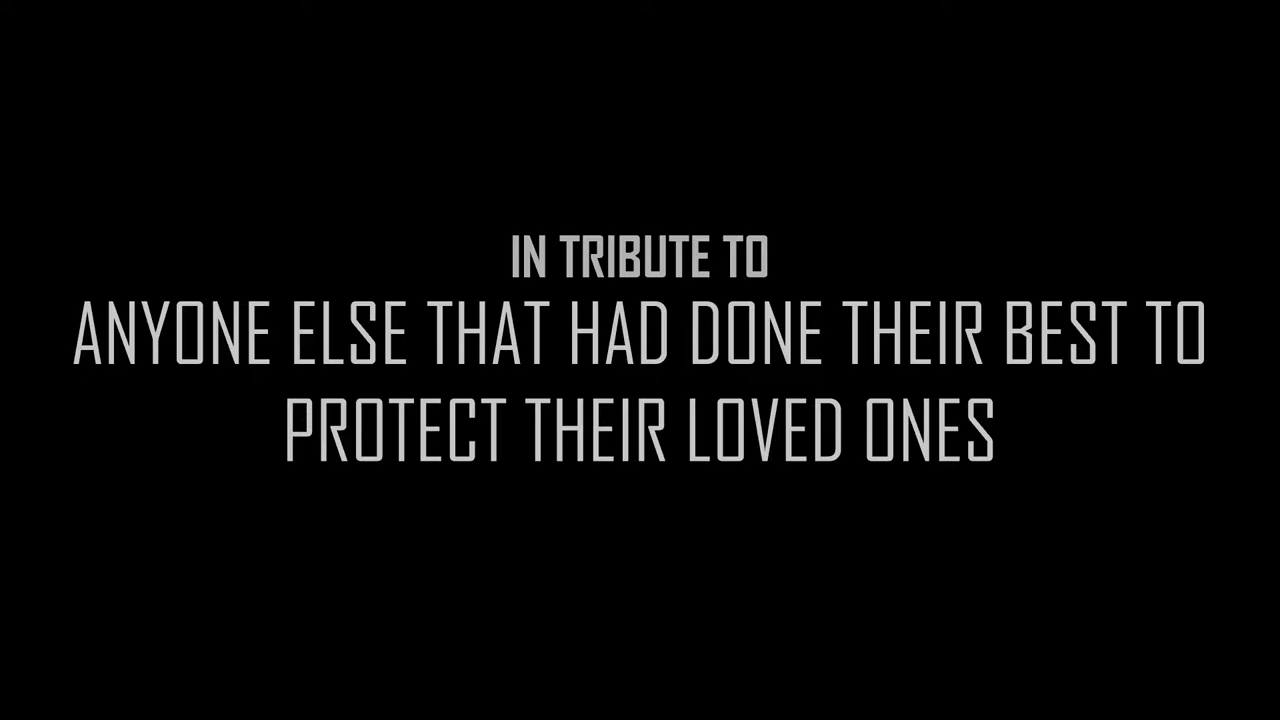 IN TRIBUTE TO
ANYONE ELSE THAT HAD DONE THEIR BEST TO
PROTECT THEIR LOVED ONES